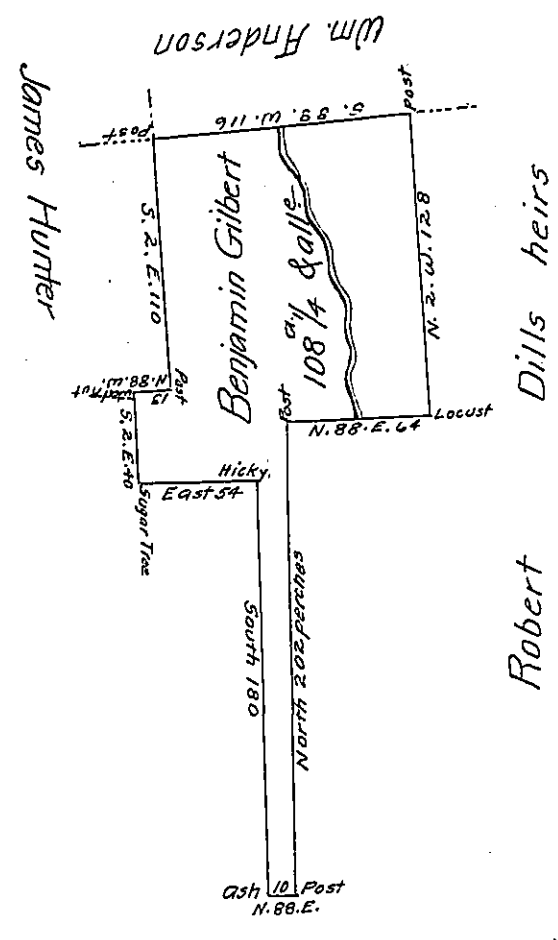 Wm. Anderson
James Hunter
Dills heirs
Robert
Post
S. 89. W. 116
Post
S. 2. E. 110
N. 2. W. 128
Benjamin Gilbert
108 1/4 a. & alle
Post
13
N. 88. W.
Walnut
S. 2. E. 40
Sugar Tree
East 54
Hicky.
Post
N. 88. E. 64
Locust
South 180
North 202 perches
Ash 10 Post
N. 88. E.